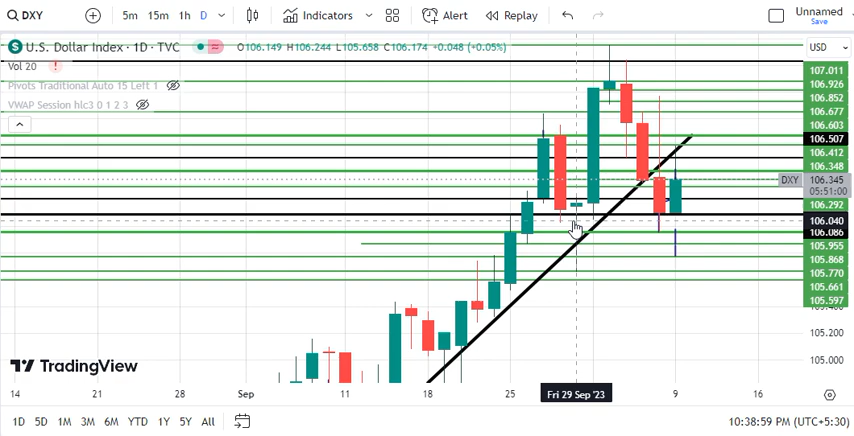 DXY
5m 15m 1h D Indicators Alert Replay Unnamed
Save
U.S. Dollar Index · 1D · TVC O106.149 H106.244 L105.658 C106.174 +0.048 (+0.05%) USD
Vol 20
Pivots Traditional Auto 15 Left 1
VWAP Session hlc3 0 1 2 3
107.011
106.926
106.852
106.677
106.603
106.507
106.412
106.348
DXY 106.345
05:51:00
106.292
106.040
106.086
105.955
105.868
105.770
105.661
105.597
105.200
105.000
TradingView
14 21 28 Sep 11 18 25 Fri 29 Sep '23 9 16
1D 5D 1M 3M 6M YTD 1Y 5Y All 10:38:59 PM (UTC+5:30)